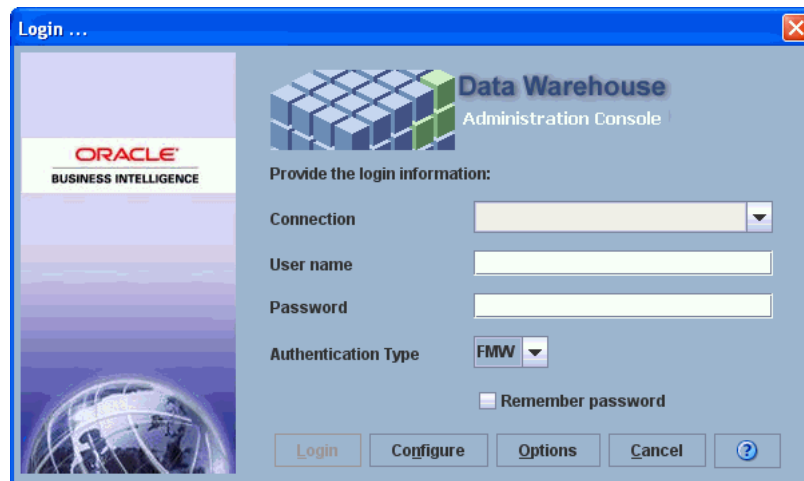 Login ...
ORACLE
BUSINESS INTELLIGENCE
Data Warehouse
Administration Console
Provide the login information:
Connection
User name
Password
Authentication Type
FMW
Remember password
Login
Configure
Options
Cancel
?